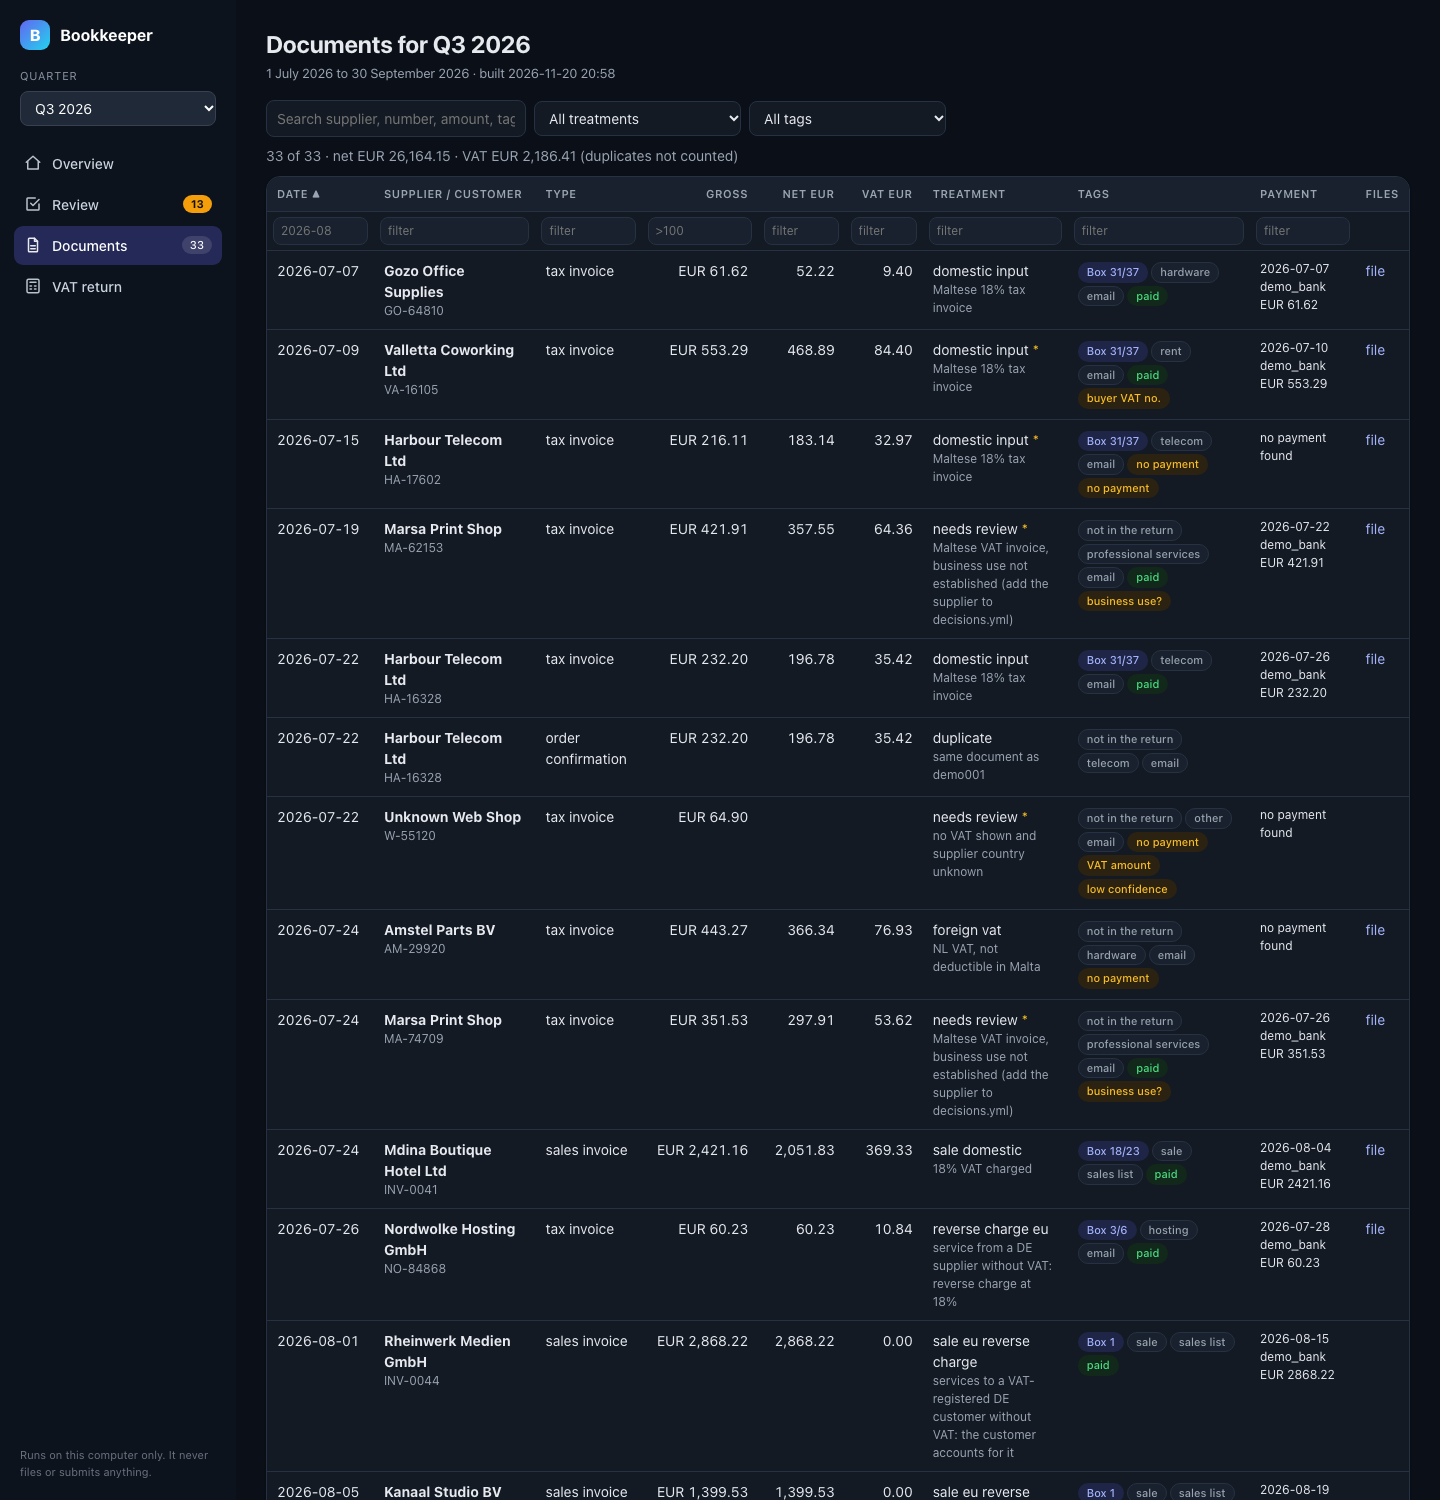 B Bookkeeper
QUARTER
Q3 2026
Overview
Review 13
Documents 33
VAT return
Runs on this computer only. It never
files or submits anything.
Documents for Q3 2026
1 July 2026 to 30 September 2026 · built 2026-11-20 20:58
Search supplier, number, amount, tag All treatments All tags
33 of 33 · net EUR 26,164.15 · VAT EUR 2,186.41 (duplicates not counted)
DATE ▲ SUPPLIER / CUSTOMER TYPE GROSS NET EUR VAT EUR TREATMENT TAGS PAYMENT FILES
2026-08 filter filter >100 filter filter filter filter filter
2026-07-07 Gozo Office tax invoice EUR 61.62 52.22 9.40 domestic input Box 31/37 hardware 2026-07-07 file
Supplies Maltese 18% tax email paid demo_bank
GO-64810 invoice EUR 61.62
2026-07-09 Valletta Coworking tax invoice EUR 553.29 468.89 84.40 domestic input * Box 31/37 rent 2026-07-10 file
Ltd Maltese 18% tax email paid demo_bank
VA-16105 invoice buyer VAT no. EUR 553.29
2026-07-15 Harbour Telecom tax invoice EUR 216.11 183.14 32.97 domestic input * Box 31/37 telecom no payment file
Ltd Maltese 18% tax email no payment found
HA-17602 invoice no payment
2026-07-19 Marsa Print Shop tax invoice EUR 421.91 357.55 64.36 needs review * not in the return 2026-07-22 file
MA-62153 Maltese VAT invoice, professional services demo_bank
business use not email paid EUR 421.91
established (add the business use?
supplier to
decisions.yml)
2026-07-22 Harbour Telecom tax invoice EUR 232.20 196.78 35.42 domestic input Box 31/37 telecom 2026-07-26 file
Ltd Maltese 18% tax email paid demo_bank
HA-16328 invoice EUR 232.20
2026-07-22 Harbour Telecom order EUR 232.20 196.78 35.42 duplicate not in the return
Ltd confirmation same document as telecom email
HA-16328 demo001
2026-07-22 Unknown Web Shop tax invoice EUR 64.90 needs review * not in the return other no payment
W-55120 no VAT shown and email no payment found
supplier country VAT amount
unknown low confidence
2026-07-24 Amstel Parts BV tax invoice EUR 443.27 366.34 76.93 foreign vat not in the return no payment file
AM-29920 NL VAT, not hardware email found
deductible in Malta no payment
2026-07-24 Marsa Print Shop tax invoice EUR 351.53 297.91 53.62 needs review * not in the return 2026-07-26 file
MA-74709 Maltese VAT invoice, professional services demo_bank
business use not email paid EUR 351.53
established (add the business use?
supplier to
decisions.yml)
2026-07-24 Mdina Boutique sales invoice EUR 2,421.16 2,051.83 369.33 sale domestic Box 18/23 sale 2026-08-04 file
Hotel Ltd 18% VAT charged sales list paid demo_bank
INV-0041 EUR 2421.16
2026-07-26 Nordwolke Hosting tax invoice EUR 60.23 60.23 10.84 reverse charge eu Box 3/6 hosting 2026-07-28 file
GmbH service from a DE email paid demo_bank
NO-84868 supplier without VAT: EUR 60.23
reverse charge at
18%
2026-08-01 Rheinwerk Medien sales invoice EUR 2,868.22 2,868.22 0.00 sale eu reverse Box 1 sale sales list 2026-08-15
GmbH charge paid demo_bank
INV-0044 services to a VAT- EUR 2868.22
registered DE
customer without
VAT: the customer
accounts for it
2026-08-05 Kanaal Studio BV sales invoice EUR 1,399.53 1,399.53 0.00 sale eu reverse Box 1 sale sales list 2026-08-19